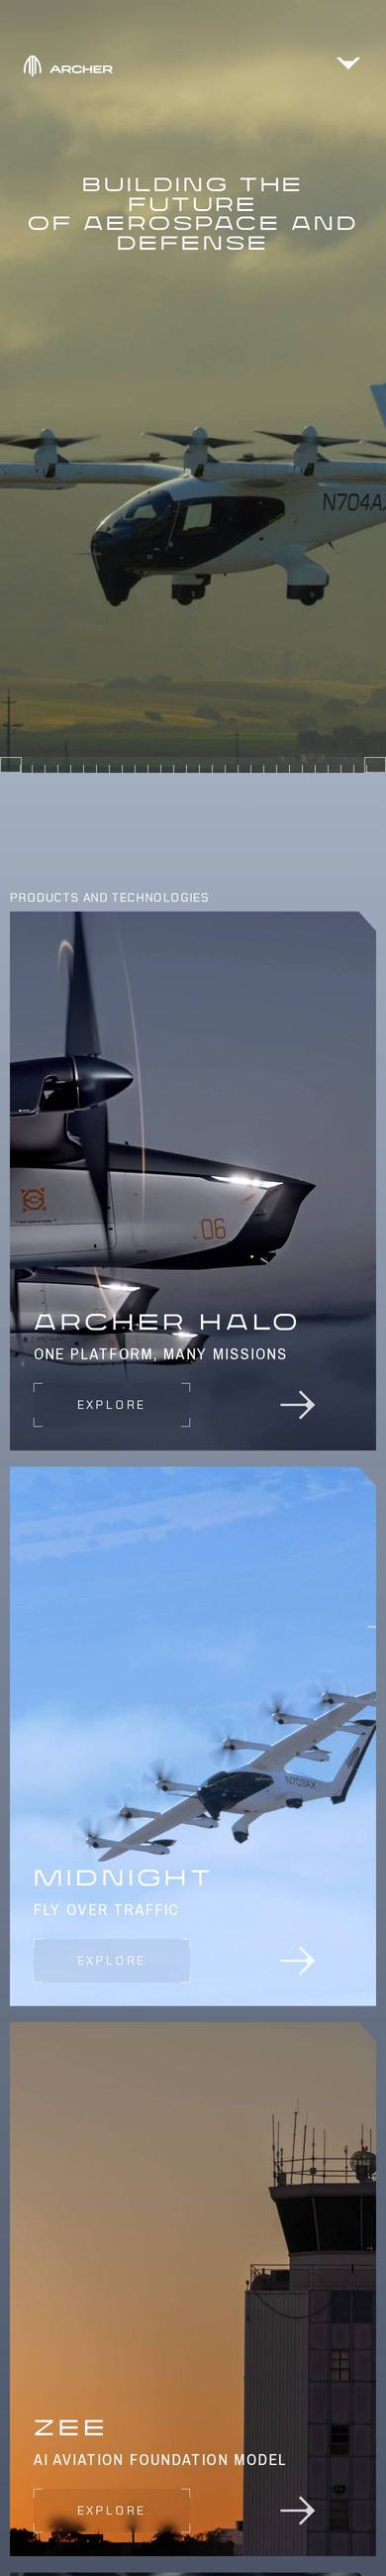 ARCHER
BUILDING THE
FUTURE
OF AEROSPACE AND
DEFENSE
N704A
PRODUCTS AND TECHNOLOGIES
.06
ARCHER HALO
ONE PLATFORM, MANY MISSIONS
EXPLORE
N703AX
MIDNIGHT
FLY OVER TRAFFIC
EXPLORE
ZEE
AI AVIATION FOUNDATION MODEL
EXPLORE